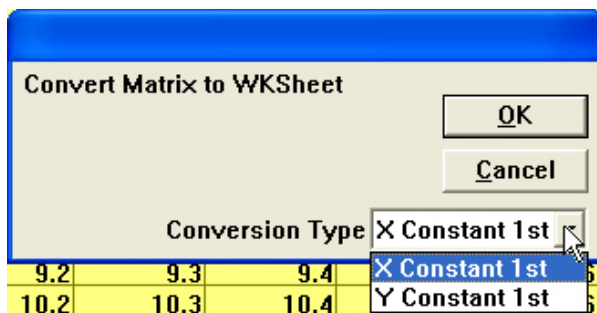 Convert Matrix to WKSheet
OK
Cancel
Conversion Type X Constant 1st
9.2 9.3 9.4 X Constant 1st
10.2 10.3 10.4 Y Constant 1st